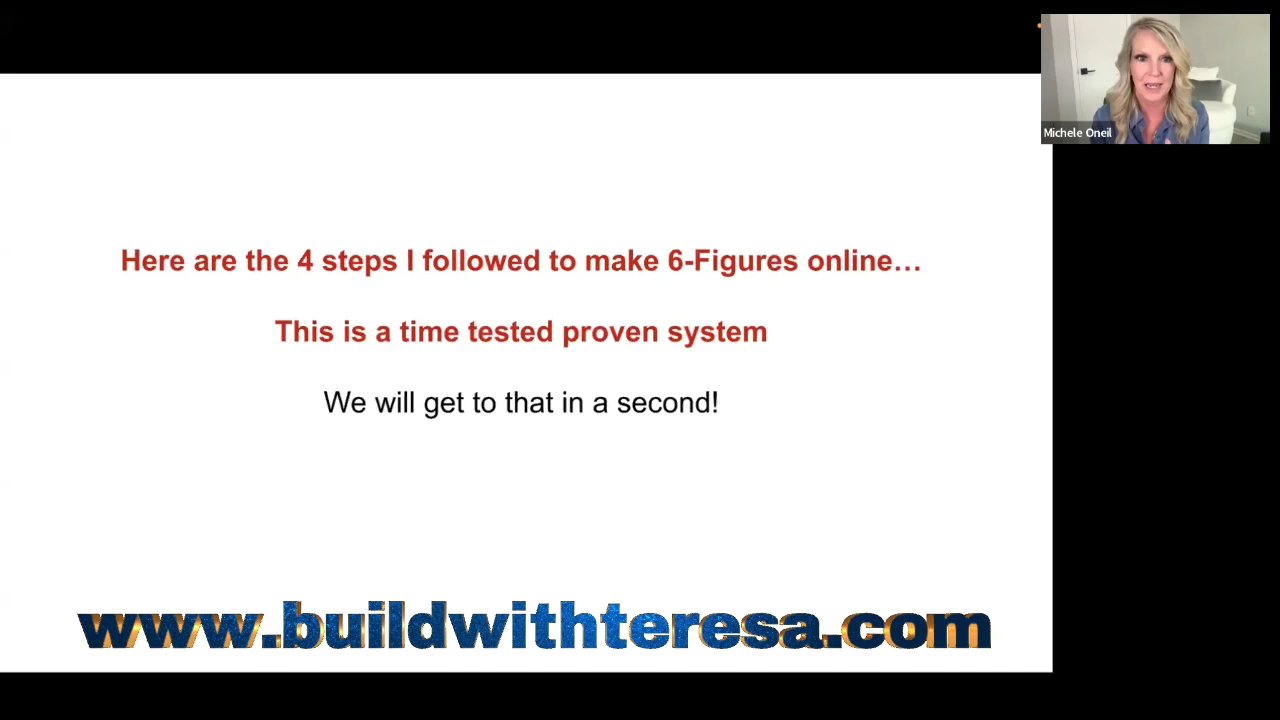 Michele Oneil
Here are the 4 steps I followed to make 6-Figures online…
This is a time tested proven system
We will get to that in a second!
www.buildwithteresa.com